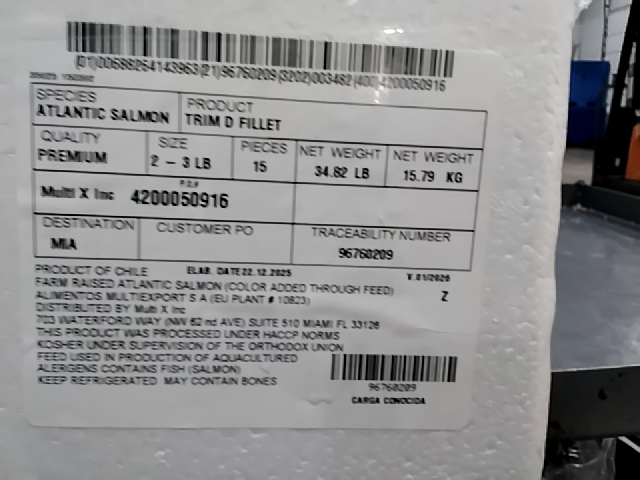 (01)00686264143963(21)96760209(3202)003482(400)4200050916
SPECIES
ATLANTIC SALMON
PRODUCT
TRIM D FILLET
QUALITY
PREMIUM
SIZE
2 - 3 LB
PIECES
15
NET WEIGHT
34.82 LB
NET WEIGHT
15.79 KG
Multi X Inc
4200050916
DESTINATION
MIA
CUSTOMER PO
TRACEABILITY NUMBER
96760209
PRODUCT OF CHILE ELAB. DATE 22.12.2025 V.01/2026
FARM RAISED ATLANTIC SALMON (COLOR ADDED THROUGH FEED) Z
ALIMENTOS MULTIEXPORT S A (EU PLANT # 10823)
DISTRIBUTED BY Multi X Inc
703 WATERFORD WAY (NW 62 nd AVE) SUITE 510 MIAMI FL 33126
THIS PRODUCT WAS PROCESSED UNDER HACCP NORMS
KOSHER UNDER SUPERVISION OF THE ORTHODOX UNION
FEED USED IN PRODUCTION OF AQUACULTURED
ALERGENS CONTAINS FISH (SALMON)
KEEP REFRIGERATED MAY CONTAIN BONES
96760209
CARGA CONOCIDA